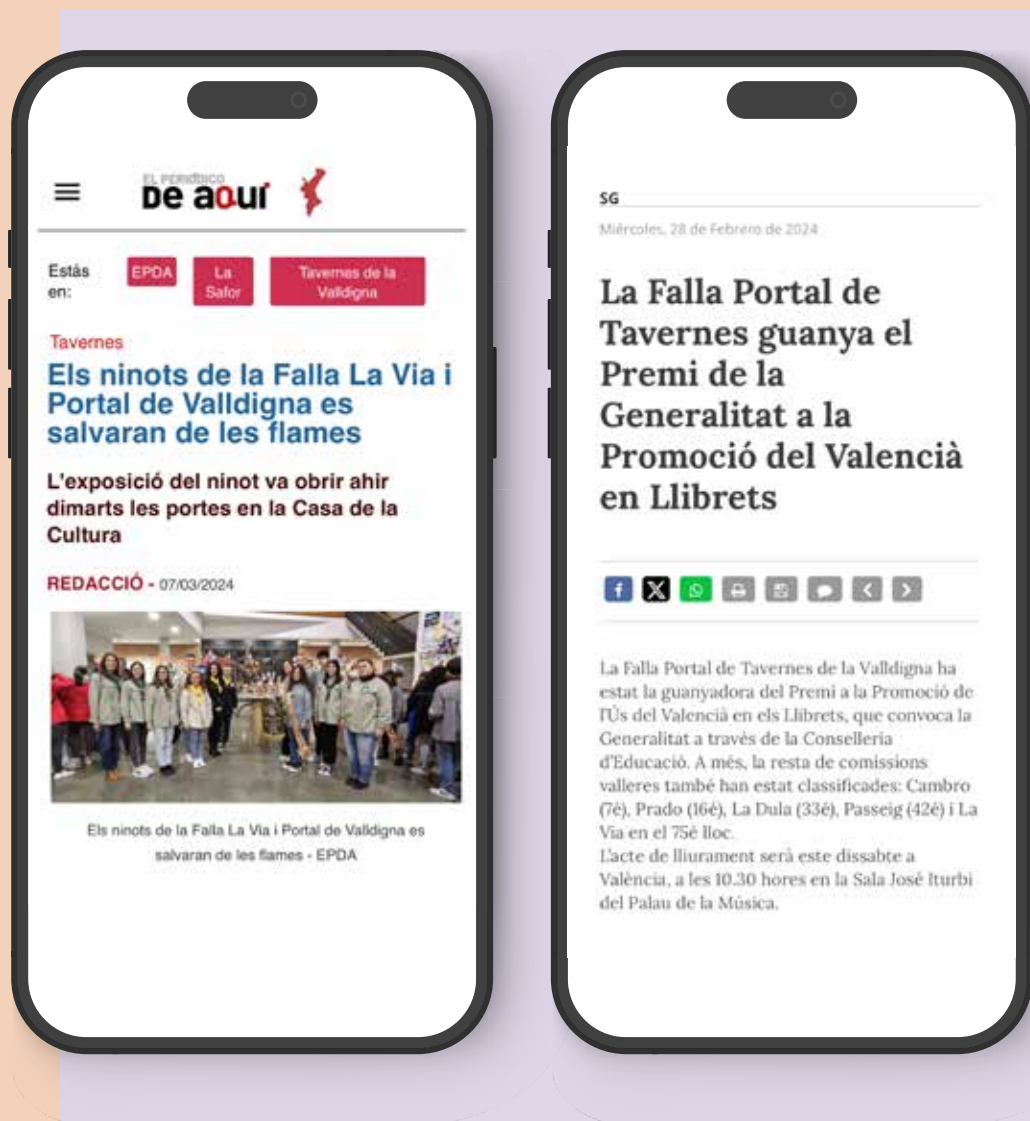 EL PERIÓDICO
DE AQUÍ
Estás
en:
EPDA
La
Safor
Tavernes de la
Valldigna
Tavernes
Els ninots de la Falla La Via i
Portal de Valldigna es
salvaran de les flames
L'exposició del ninot va obrir ahir
dimarts les portes en la Casa de la
Cultura
REDACCIÓ - 07/03/2024
Els ninots de la Falla La Via i Portal de Valldigna es
salvaran de les flames - EPDA
SG
Miércoles, 28 de Febrero de 2024
La Falla Portal de
Tavernes guanya el
Premi de la
Generalitat a la
Promoció del Valencià
en Llibrets
La Falla Portal de Tavernes de la Valldigna ha
estat la guanyadora del Premi a la Promoció de
l'Ús del Valencià en els Llibrets, que convoca la
Generalitat a través de la Conselleria
d'Educació. A més, la resta de comissions
valleres també han estat classificades: Cambro
(7é), Prado (16é), La Dula (33é), Passeig (42é) i La
Via en el 75é lloc.
L'acte de lliurament serà este dissabte a
València, a les 10.30 hores en la Sala José Iturbi
del Palau de la Música.